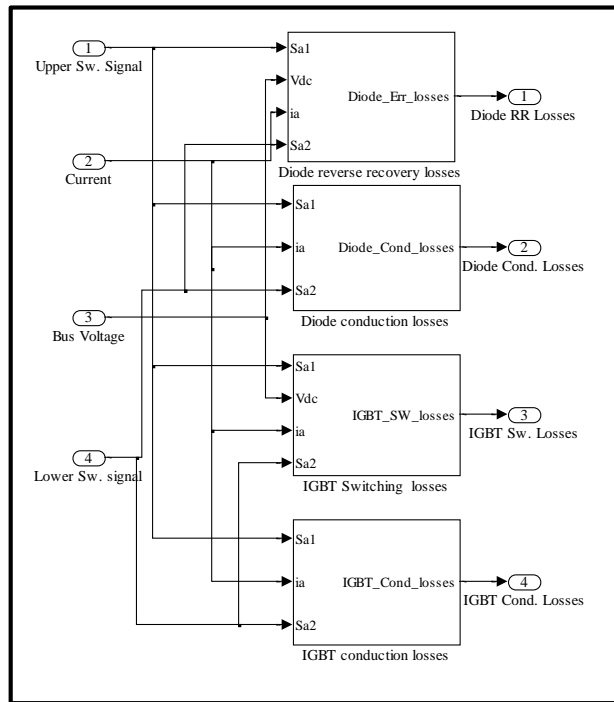 1
Upper Sw. Signal
2
Current
3
Bus Voltage
4
Lower Sw. signal
Sa1
Vdc
ia
Sa2
Diode_Err_losses
Diode reverse recovery losses
1
Diode RR Losses
Sa1
ia
Sa2
Diode_Cond_losses
Diode conduction losses
2
Diode Cond. Losses
Sa1
Vdc
ia
Sa2
IGBT_SW_losses
IGBT Switching losses
3
IGBT Sw. Losses
Sa1
ia
Sa2
IGBT_Cond_losses
IGBT conduction losses
4
IGBT Cond. Losses